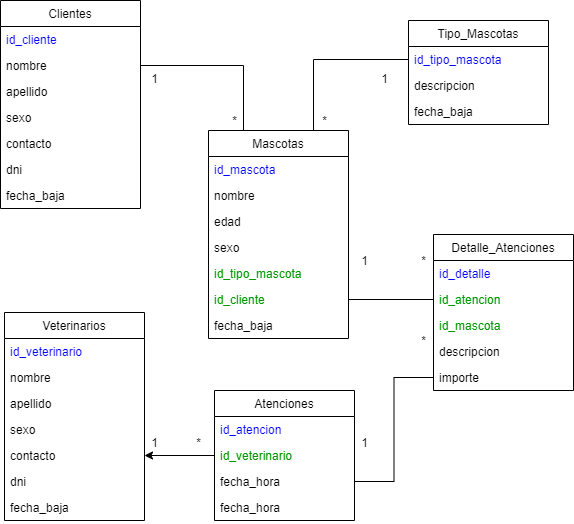 Clientes
id_cliente
nombre
apellido
sexo
contacto
dni
fecha_baja
1
*
Tipo_Mascotas
id_tipo_mascota
descripcion
fecha_baja
1
*
Mascotas
id_mascota
nombre
edad
sexo
id_tipo_mascota
id_cliente
fecha_baja
1
*
Detalle_Atenciones
id_detalle
id_atencion
id_mascota
descripcion
importe
*
Veterinarios
id_veterinario
nombre
apellido
sexo
contacto
dni
fecha_baja
1
*
Atenciones
id_atencion
id_veterinario
fecha_hora
fecha_hora
1